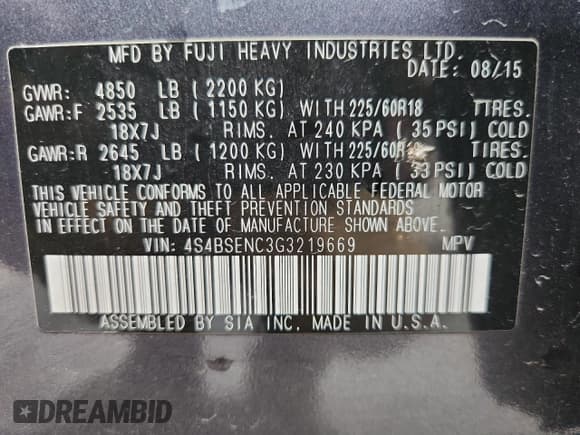 MFD BY FUJI HEAVY INDUSTRIES LTD.
DATE: 08/15
GVWR: 4850 LB ( 2200 KG)
GAWR:F 2535 LB ( 1150 KG) WITH 225/60R18 TIRES,
18X7J RIMS, AT 240 KPA ( 35 PSI) COLD
GAWR:R 2645 LB ( 1200 KG) WITH 225/60R TIRES,
18X7J RIMS, AT 230 KPA ( 33 PSI) COLD
THIS VEHICLE CONFORMS TO ALL APPLICABLE FEDERAL MOTOR
VEHICLE SAFETY AND THEFT PREVENTION STANDARDS
IN EFFECT ON THE DATE OF MANUFACTURE SHOWN ABOVE.
VIN: 4S4BSENC3G3219669 MPV
ASSEMBLED BY SIA INC. MADE IN U.S.A.
DREAMBID